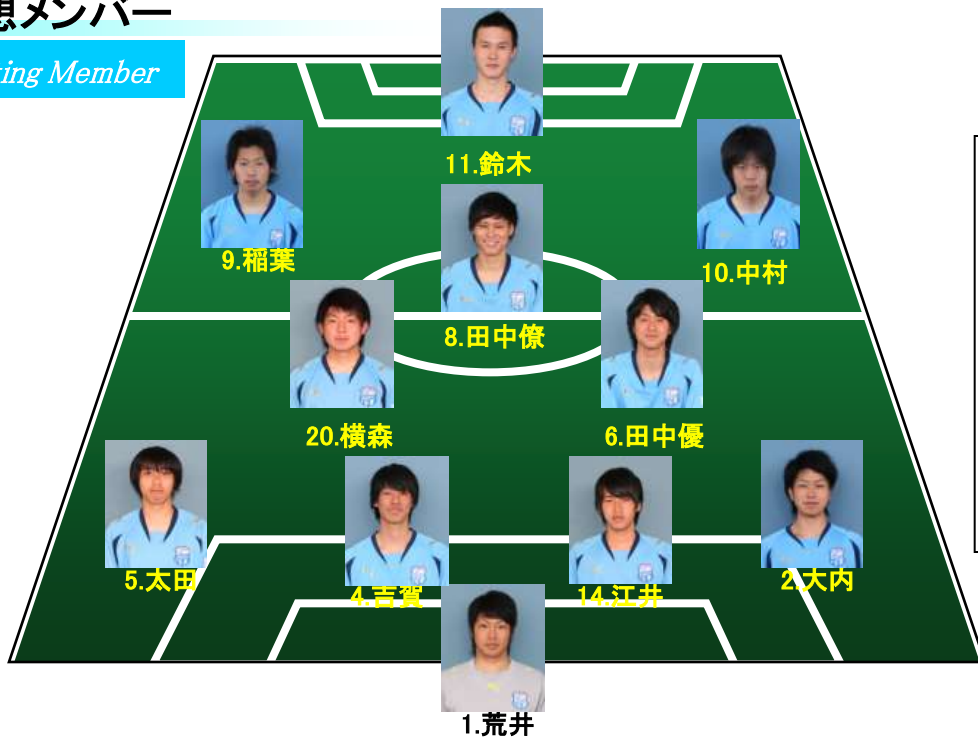 想メンバー
ing Member
11.鈴木
9.稲葉
10.中村
8.田中僚
20.横森
6.田中優
5.太田
4.吉賀
14.江井
2.大内
1.荒井